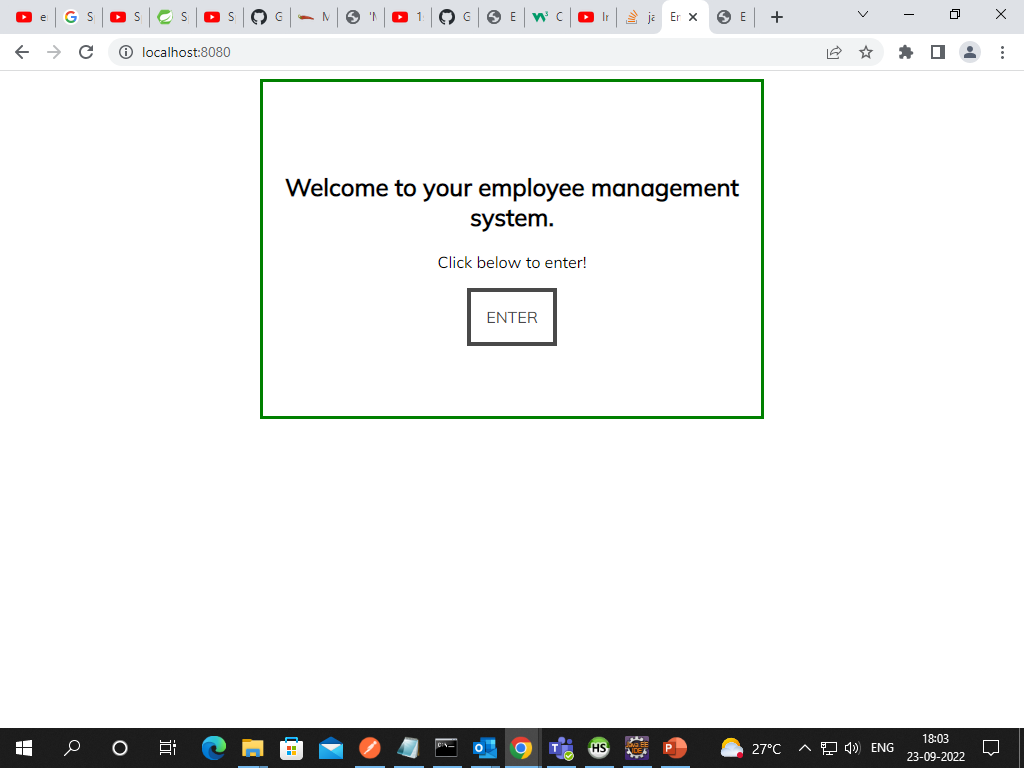 e
S
S
S
S
G
M
'N
1:
G
E
C
Ir
ja
Er
E
localhost:8080
Welcome to your employee management
system.
Click below to enter!
ENTER
27°C
ENG
18:03
23-09-2022